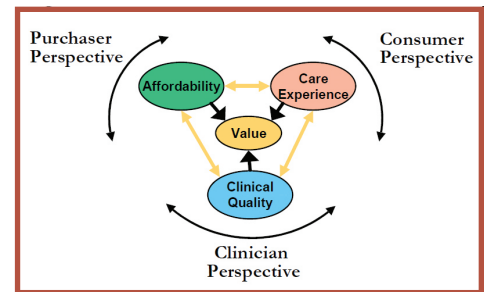 Purchaser
Perspective
Consumer
Perspective
Affordability
Care
Experience
Value
Clinical
Quality
Clinician
Perspective